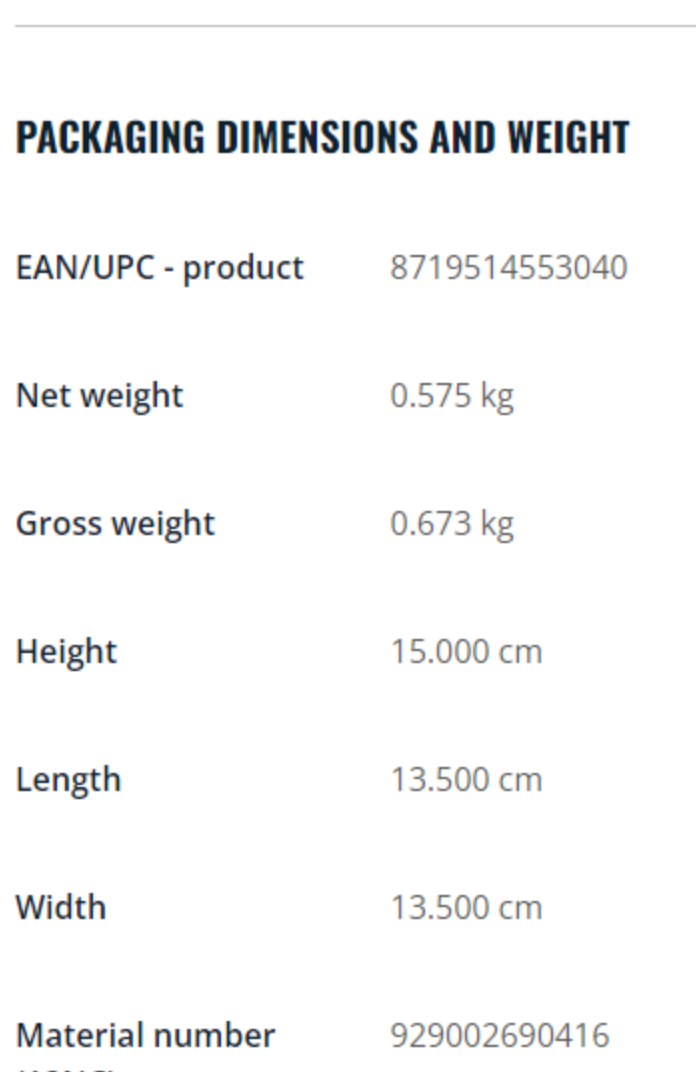 PACKAGING DIMENSIONS AND WEIGHT
EAN/UPC - product 8719514553040
Net weight 0.575 kg
Gross weight 0.673 kg
Height 15.000 cm
Length 13.500 cm
Width 13.500 cm
Material number 929002690416